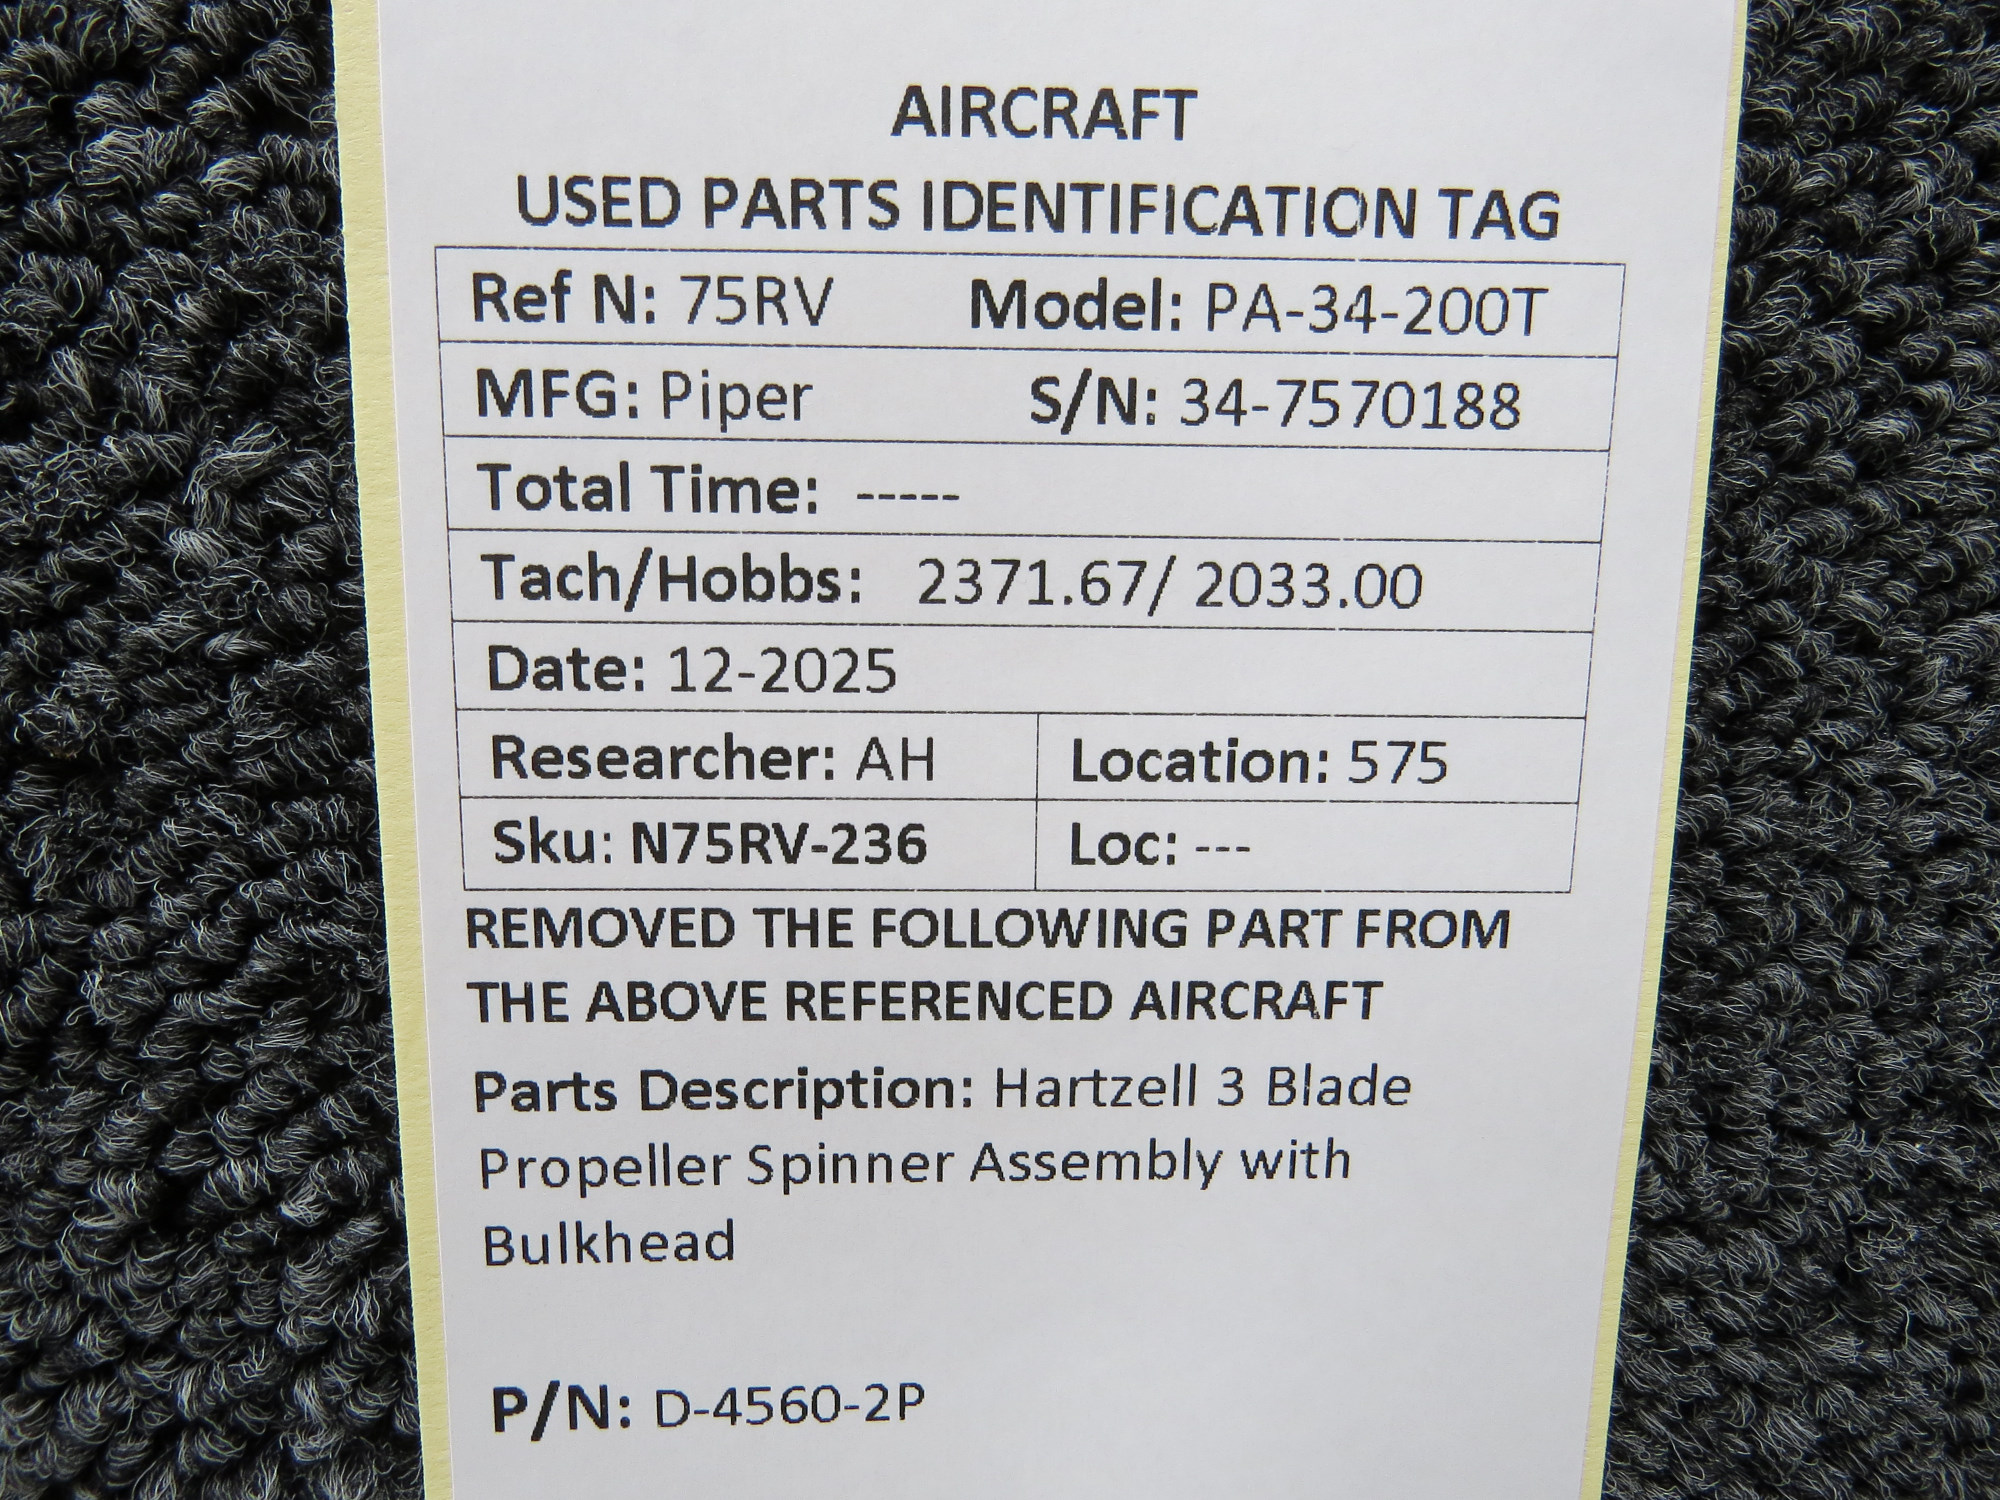 AIRCRAFT
USED PARTS IDENTIFICATION TAG
Ref N: 75RV Model: PA-34-200T
MFG: Piper S/N: 34-7570188
Total Time: -----
Tach/Hobbs: 2371.67/ 2033.00
Date: 12-2025
Researcher: AH Location: 575
Sku: N75RV-236 Loc: ---
REMOVED THE FOLLOWING PART FROM
THE ABOVE REFERENCED AIRCRAFT
Parts Description: Hartzell 3 Blade
Propeller Spinner Assembly with
Bulkhead
P/N: D-4560-2P